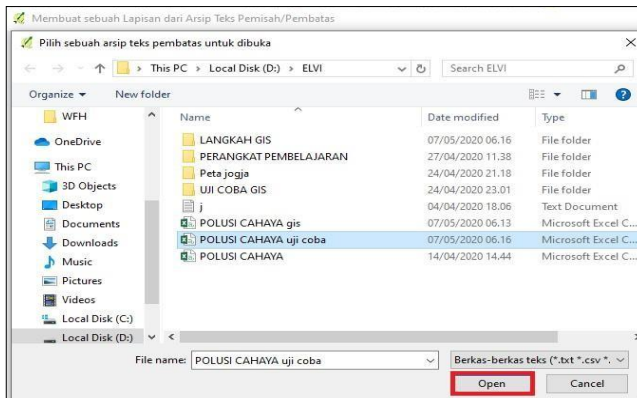 Membuat sebuah Lapisan dari Arsip Teks Pemisah/Pembatas
Pilih sebuah arsip teks pembatas untuk dibuka
This PC > Local Disk (D:) > ELVI
Search ELVI
Organize
New folder
WFH
OneDrive
This PC
3D Objects
Desktop
Documents
Downloads
Music
Pictures
Videos
Local Disk (C:)
Local Disk (D:)
Name Date modified Type
LANGKAH GIS 07/05/2020 06.16 File folder
PERANGKAT PEMBELAJARAN 27/04/2020 11.38 File folder
Peta jogja 24/04/2020 21.18 File folder
UJI COBA GIS 24/04/2020 23.01 File folder
j 04/04/2020 18.06 Text Document
POLUSI CAHAYA gis 07/05/2020 06.13 Microsoft Excel C...
POLUSI CAHAYA uji coba 07/05/2020 06.16 Microsoft Excel C...
POLUSI CAHAYA 14/04/2020 14.44 Microsoft Excel C...
File name: POLUSI CAHAYA uji coba
Berkas-berkas teks (*.txt *.csv *.
Open
Cancel